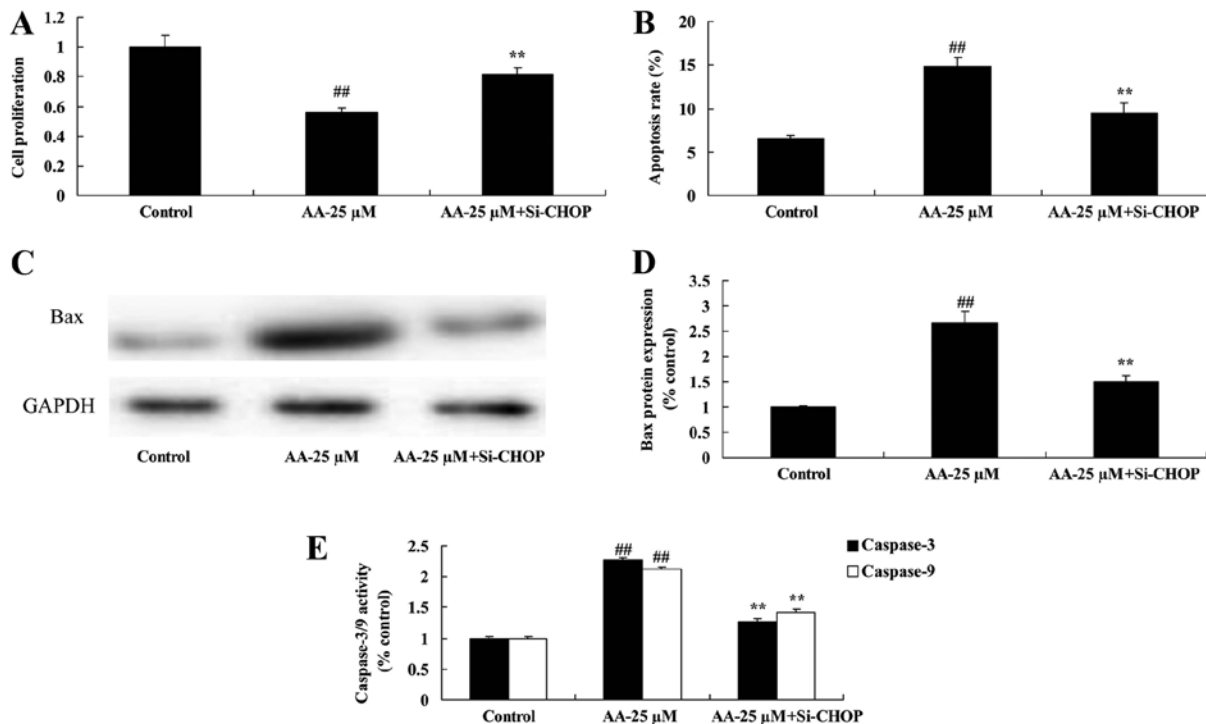 A
Cell proliferation
1.2
1
0.8
0.6
0.4
0.2
0
##
**
Control
AA-25 µM
AA-25 µM+Si-CHOP
B
Apoptosis rate (%)
20
15
10
5
0
##
**
Control
AA-25 µM
AA-25 µM+Si-CHOP
C
Bax
GAPDH
Control
AA-25 µM
AA-25 µM+Si-CHOP
D
Bax protein expression
(% control)
3.5
3
2.5
2
1.5
1
0.5
0
##
**
Control
AA-25 µM
AA-25 µM+Si-CHOP
E
Caspase-3/9 activity
(% control)
2.5
2
1.5
1
0.5
0
##
##
**
**
Control
AA-25 µM
AA-25 µM+Si-CHOP
Caspase-3
Caspase-9